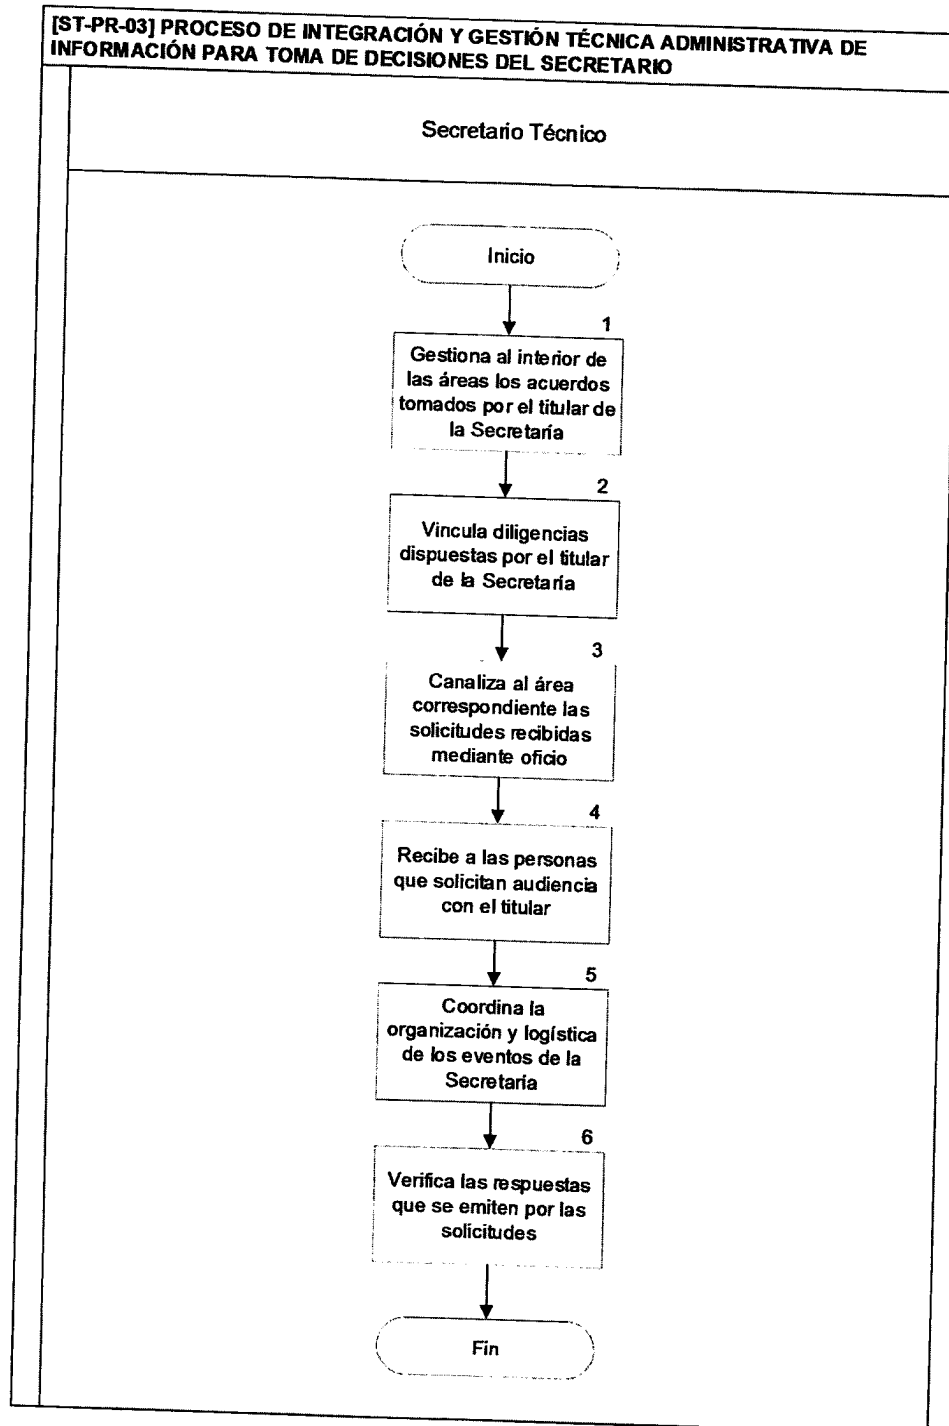 [ST-PR-03] PROCESO DE INTEGRACIÓN Y GESTIÓN TÉCNICA ADMINISTRATIVA DE
INFORMACIÓN PARA TOMA DE DECISIONES DEL SECRETARIO
Secretario Técnico
Inicio
1
Gestiona al interior de
las áreas los acuerdos
tomados por el titular de
la Secretaría
2
Vincula diligencias
dispuestas por el titular
de la Secretaría
3
Canaliza al área
correspondiente las
solicitudes recibidas
mediante oficio
4
Recibe a las personas
que solicitan audiencia
con el titular
5
Coordina la
organización y logística
de los eventos de la
Secretaría
6
Verifica las respuestas
que se emiten por las
solicitudes
Fin